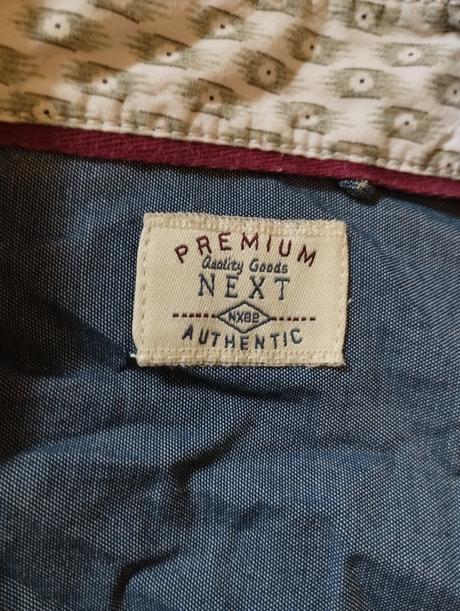 PREMIUM
Quality Goods
NEXT
NX82
AUTHENTIC